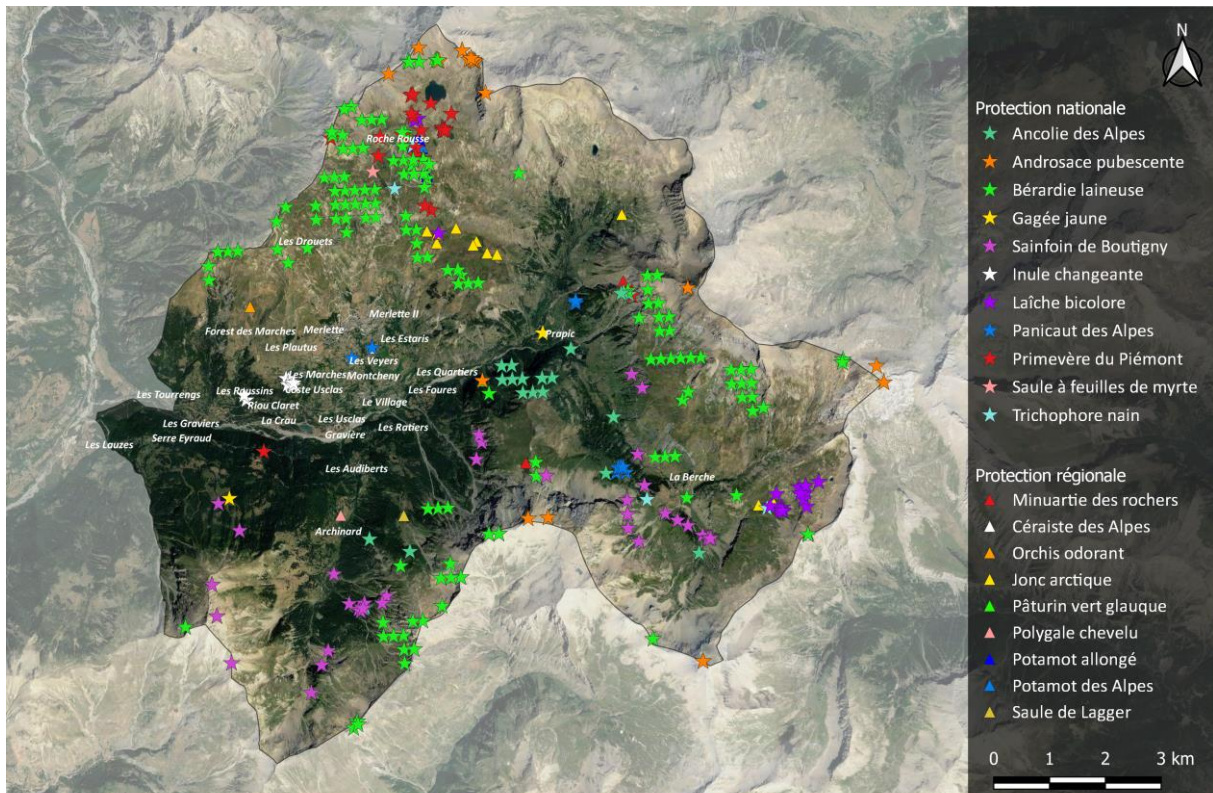 N
Protection nationale
Ancolie des Alpes
Androsace pubescente
Bérardie laineuse
Gagée jaune
Sainfoin de Boutigny
Inule changeante
Laîche bicolore
Panicaut des Alpes
Primevère du Piémont
Saule à feuilles de myrte
Trichophore nain
Protection régionale
Minuartie des rochers
Céraiste des Alpes
Orchis odorant
Jonc arctique
Pâturin vert glauque
Polygale chevelu
Potamot allongé
Potamot des Alpes
Saule de Lagger
0 1 2 3 km
Roche Rousse
Les Drouets
Merlette II
Forest des Marches
Merlette
Prapic
Les Estaris
Les Plautus
Les Veyers
Les Marches
Montcheny
Les Quartiers
Les Roussins
Coste Usclas
Les Foures
Les Tourrengs
Riou Claret
Le Village
La Crau
Les Usclas
Les Graviers
Les Ratiers
Gravière
Serre Eyraud
Les Lauzes
Les Audiberts
La Berche
Archinard